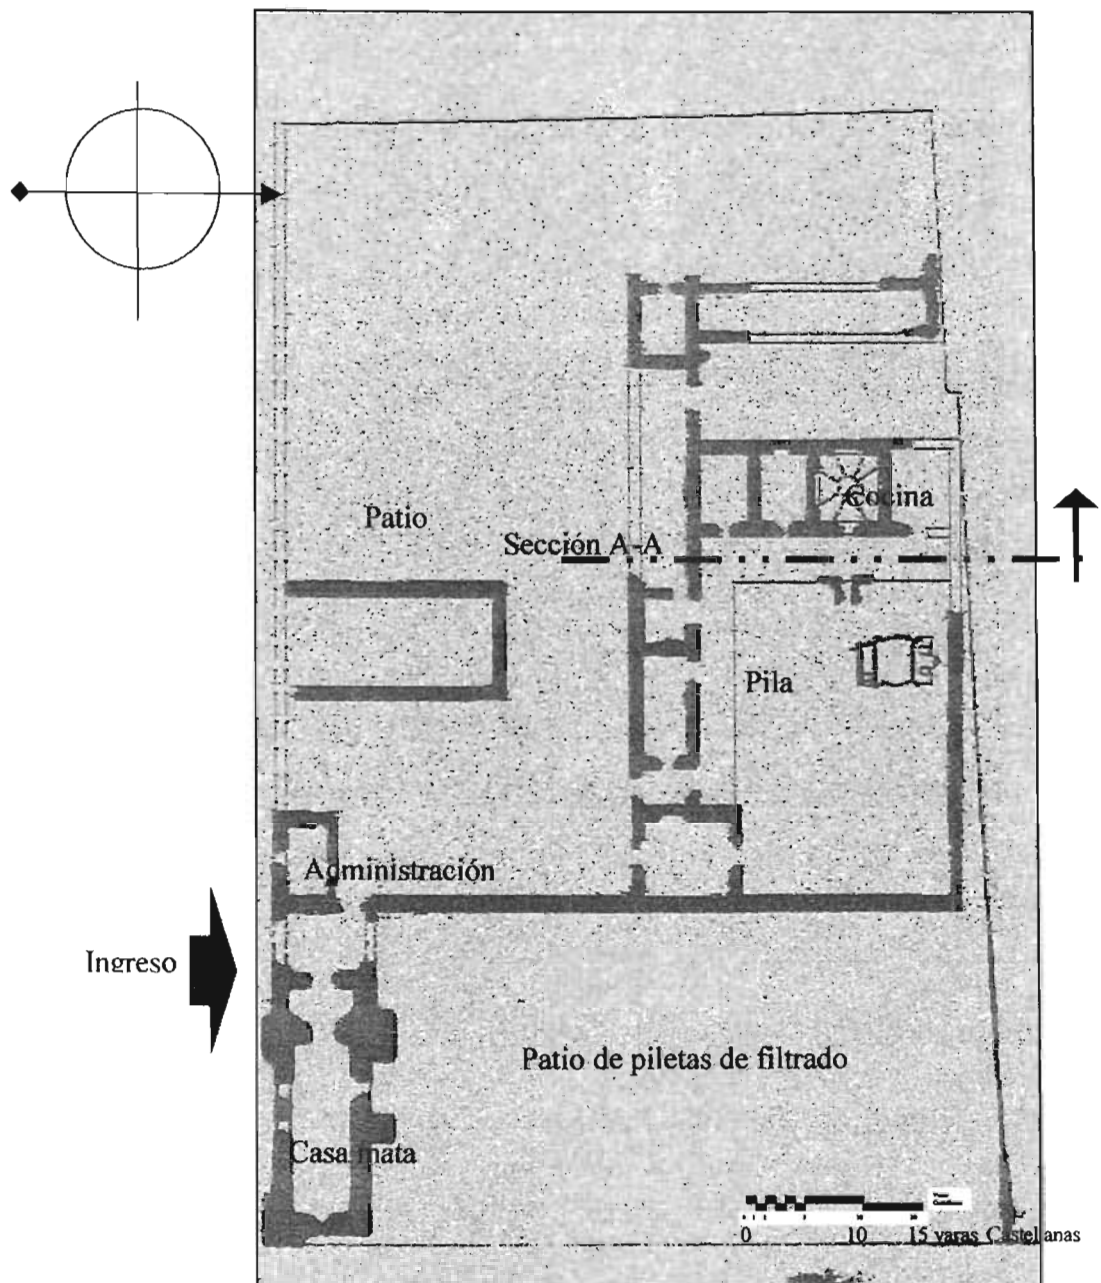 Cocina
Patio
Sección A-A
Pila
Administración
Ingreso
Patio de piletas de filtrado
Casa mata
0 10 15 varas Castellanas